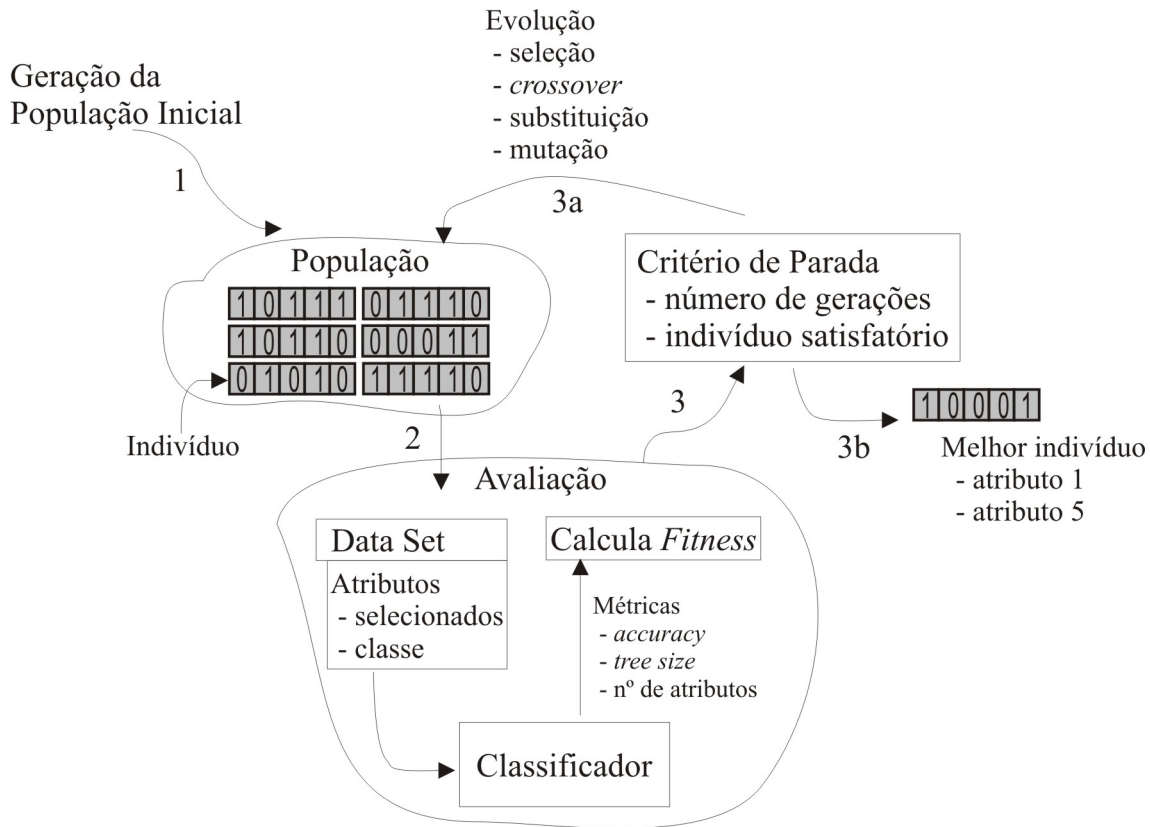 Geração da
População Inicial
1
Evolução
- seleção
- crossover
- substituição
- mutação
3a
População
1 0 1 1 1 0 1 1 1 0
1 0 1 1 0 0 0 0 1 1
0 1 0 1 0 1 1 1 1 0
Indivíduo
2
Critério de Parada
- número de gerações
- indivíduo satisfatório
3
3b
1 0 0 0 1
Melhor indivíduo
- atributo 1
- atributo 5
Avaliação
Data Set
Atributos
- selecionados
- classe
Calcula Fitness
Métricas
- accuracy
- tree size
- nº de atributos
Classificador